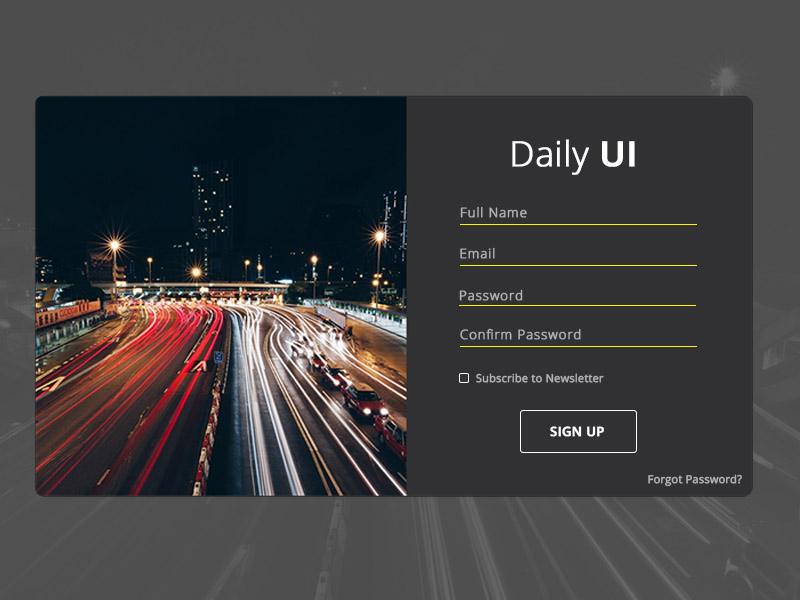 Daily UI
Full Name
Email
Password
Confirm Password
Subscribe to Newsletter
SIGN UP
Forgot Password?